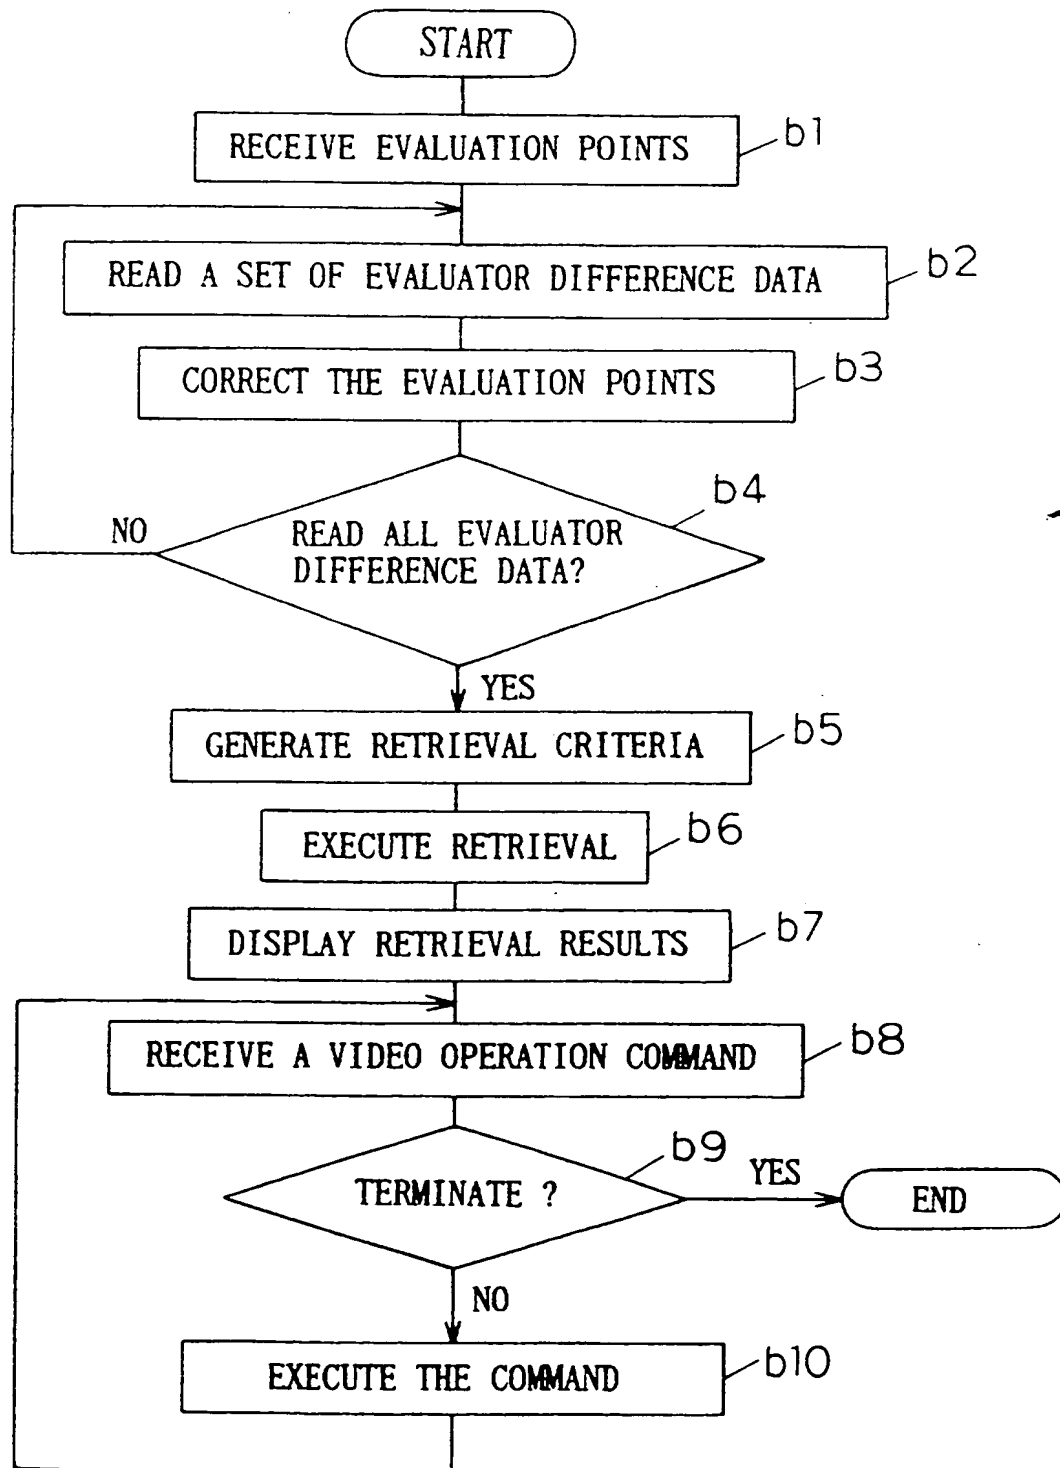 START
RECEIVE EVALUATION POINTS
b1
READ A SET OF EVALUATOR DIFFERENCE DATA
b2
CORRECT THE EVALUATION POINTS
b3
b4
NO
READ ALL EVALUATOR
DIFFERENCE DATA?
YES
GENERATE RETRIEVAL CRITERIA
b5
EXECUTE RETRIEVAL
b6
DISPLAY RETRIEVAL RESULTS
b7
RECEIVE A VIDEO OPERATION COMMAND
b8
b9
TERMINATE ?
YES
END
NO
EXECUTE THE COMMAND
b10